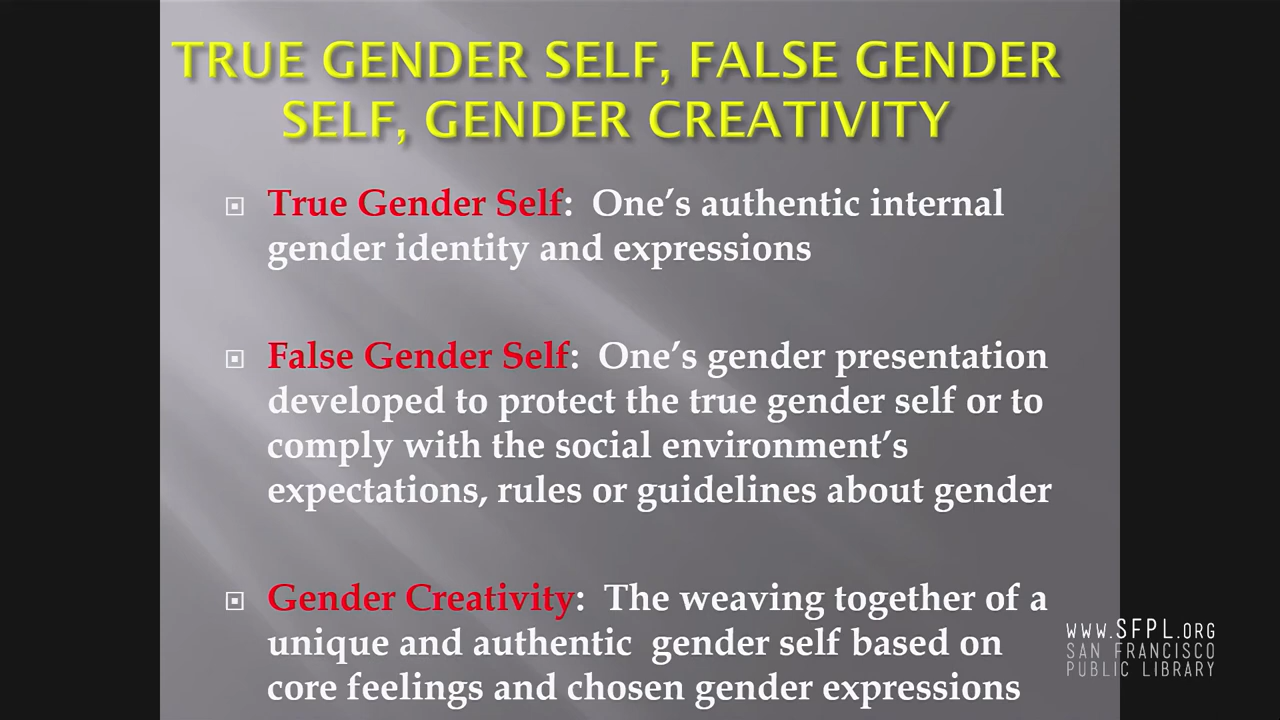 TRUE GENDER SELF, FALSE GENDER
SELF, GENDER CREATIVITY
True Gender Self: One's authentic internal
gender identity and expressions
False Gender Self: One's gender presentation
developed to protect the true gender self or to
comply with the social environment's
expectations, rules or guidelines about gender
Gender Creativity: The weaving together of a
unique and authentic gender self based on
core feelings and chosen gender expressions
WWW.SFPL.ORG
SAN FRANCISCO
PUBLIC LIBRARY